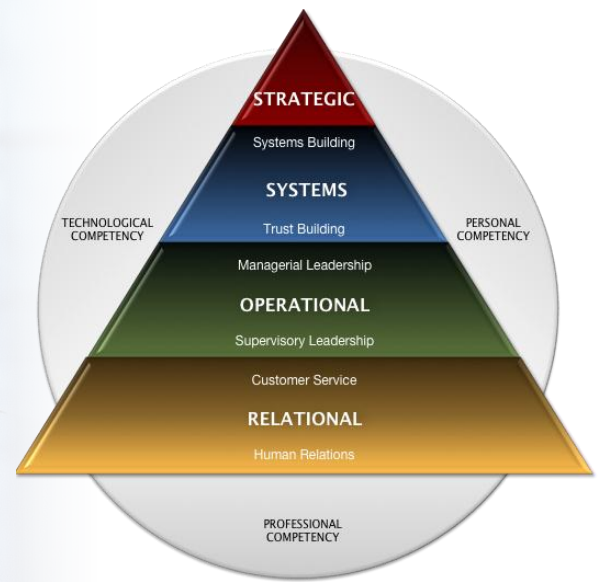 STRATEGIC
Systems Building
SYSTEMS
TECHNOLOGICAL
COMPETENCY
PERSONAL
COMPETENCY
Trust Building
Managerial Leadership
OPERATIONAL
Supervisory Leadership
Customer Service
RELATIONAL
Human Relations
PROFESSIONAL
COMPETENCY